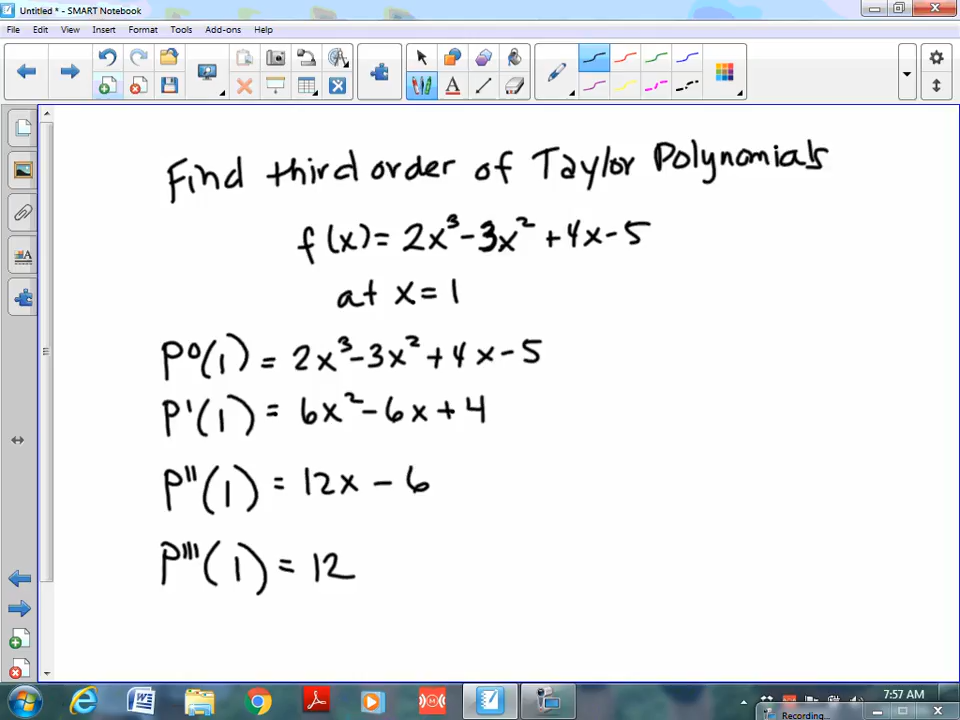 Untitled * - SMART Notebook
File Edit View Insert Format Tools Add-ons Help
Find third order of Taylor Polynomials
f(x)= 2x³-3x²+4x-5
at x=1
P⁰(1) = 2x³-3x²+4x-5
P'(1) = 6x²-6x+4
P''(1) = 12x-6
P'''(1) = 12
7:57 AM
Recording...